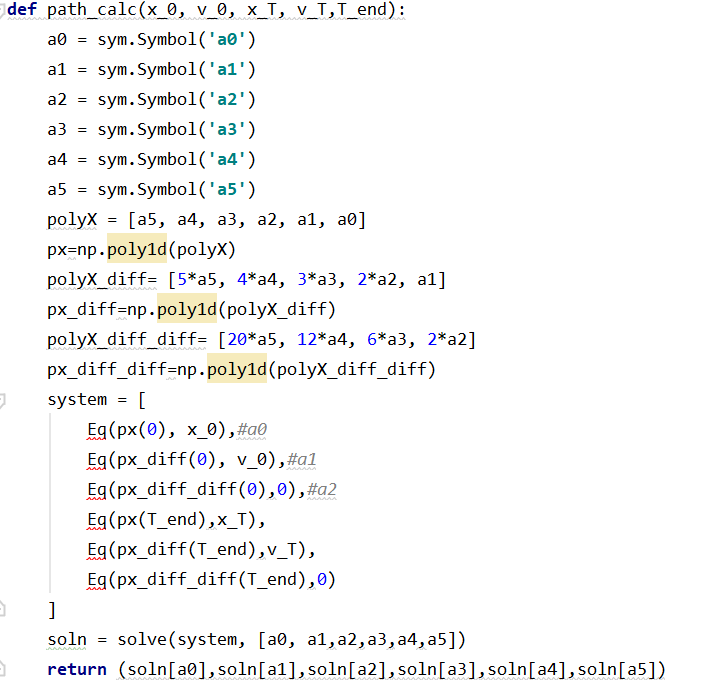 def path_calc(x_0, v_0, x_T, v_T,T_end):
    a0 = sym.Symbol('a0')
    a1 = sym.Symbol('a1')
    a2 = sym.Symbol('a2')
    a3 = sym.Symbol('a3')
    a4 = sym.Symbol('a4')
    a5 = sym.Symbol('a5')
    polyX = [a5, a4, a3, a2, a1, a0]
    px=np.poly1d(polyX)
    polyX_diff= [5*a5, 4*a4, 3*a3, 2*a2, a1]
    px_diff=np.poly1d(polyX_diff)
    polyX_diff_diff= [20*a5, 12*a4, 6*a3, 2*a2]
    px_diff_diff=np.poly1d(polyX_diff_diff)
    system = [
        Eq(px(0), x_0),#a0
        Eq(px_diff(0), v_0),#a1
        Eq(px_diff_diff(0),0),#a2
        Eq(px(T_end),x_T),
        Eq(px_diff(T_end),v_T),
        Eq(px_diff_diff(T_end),0)
    ]
    soln = solve(system, [a0, a1,a2,a3,a4,a5])
    return (soln[a0],soln[a1],soln[a2],soln[a3],soln[a4],soln[a5])